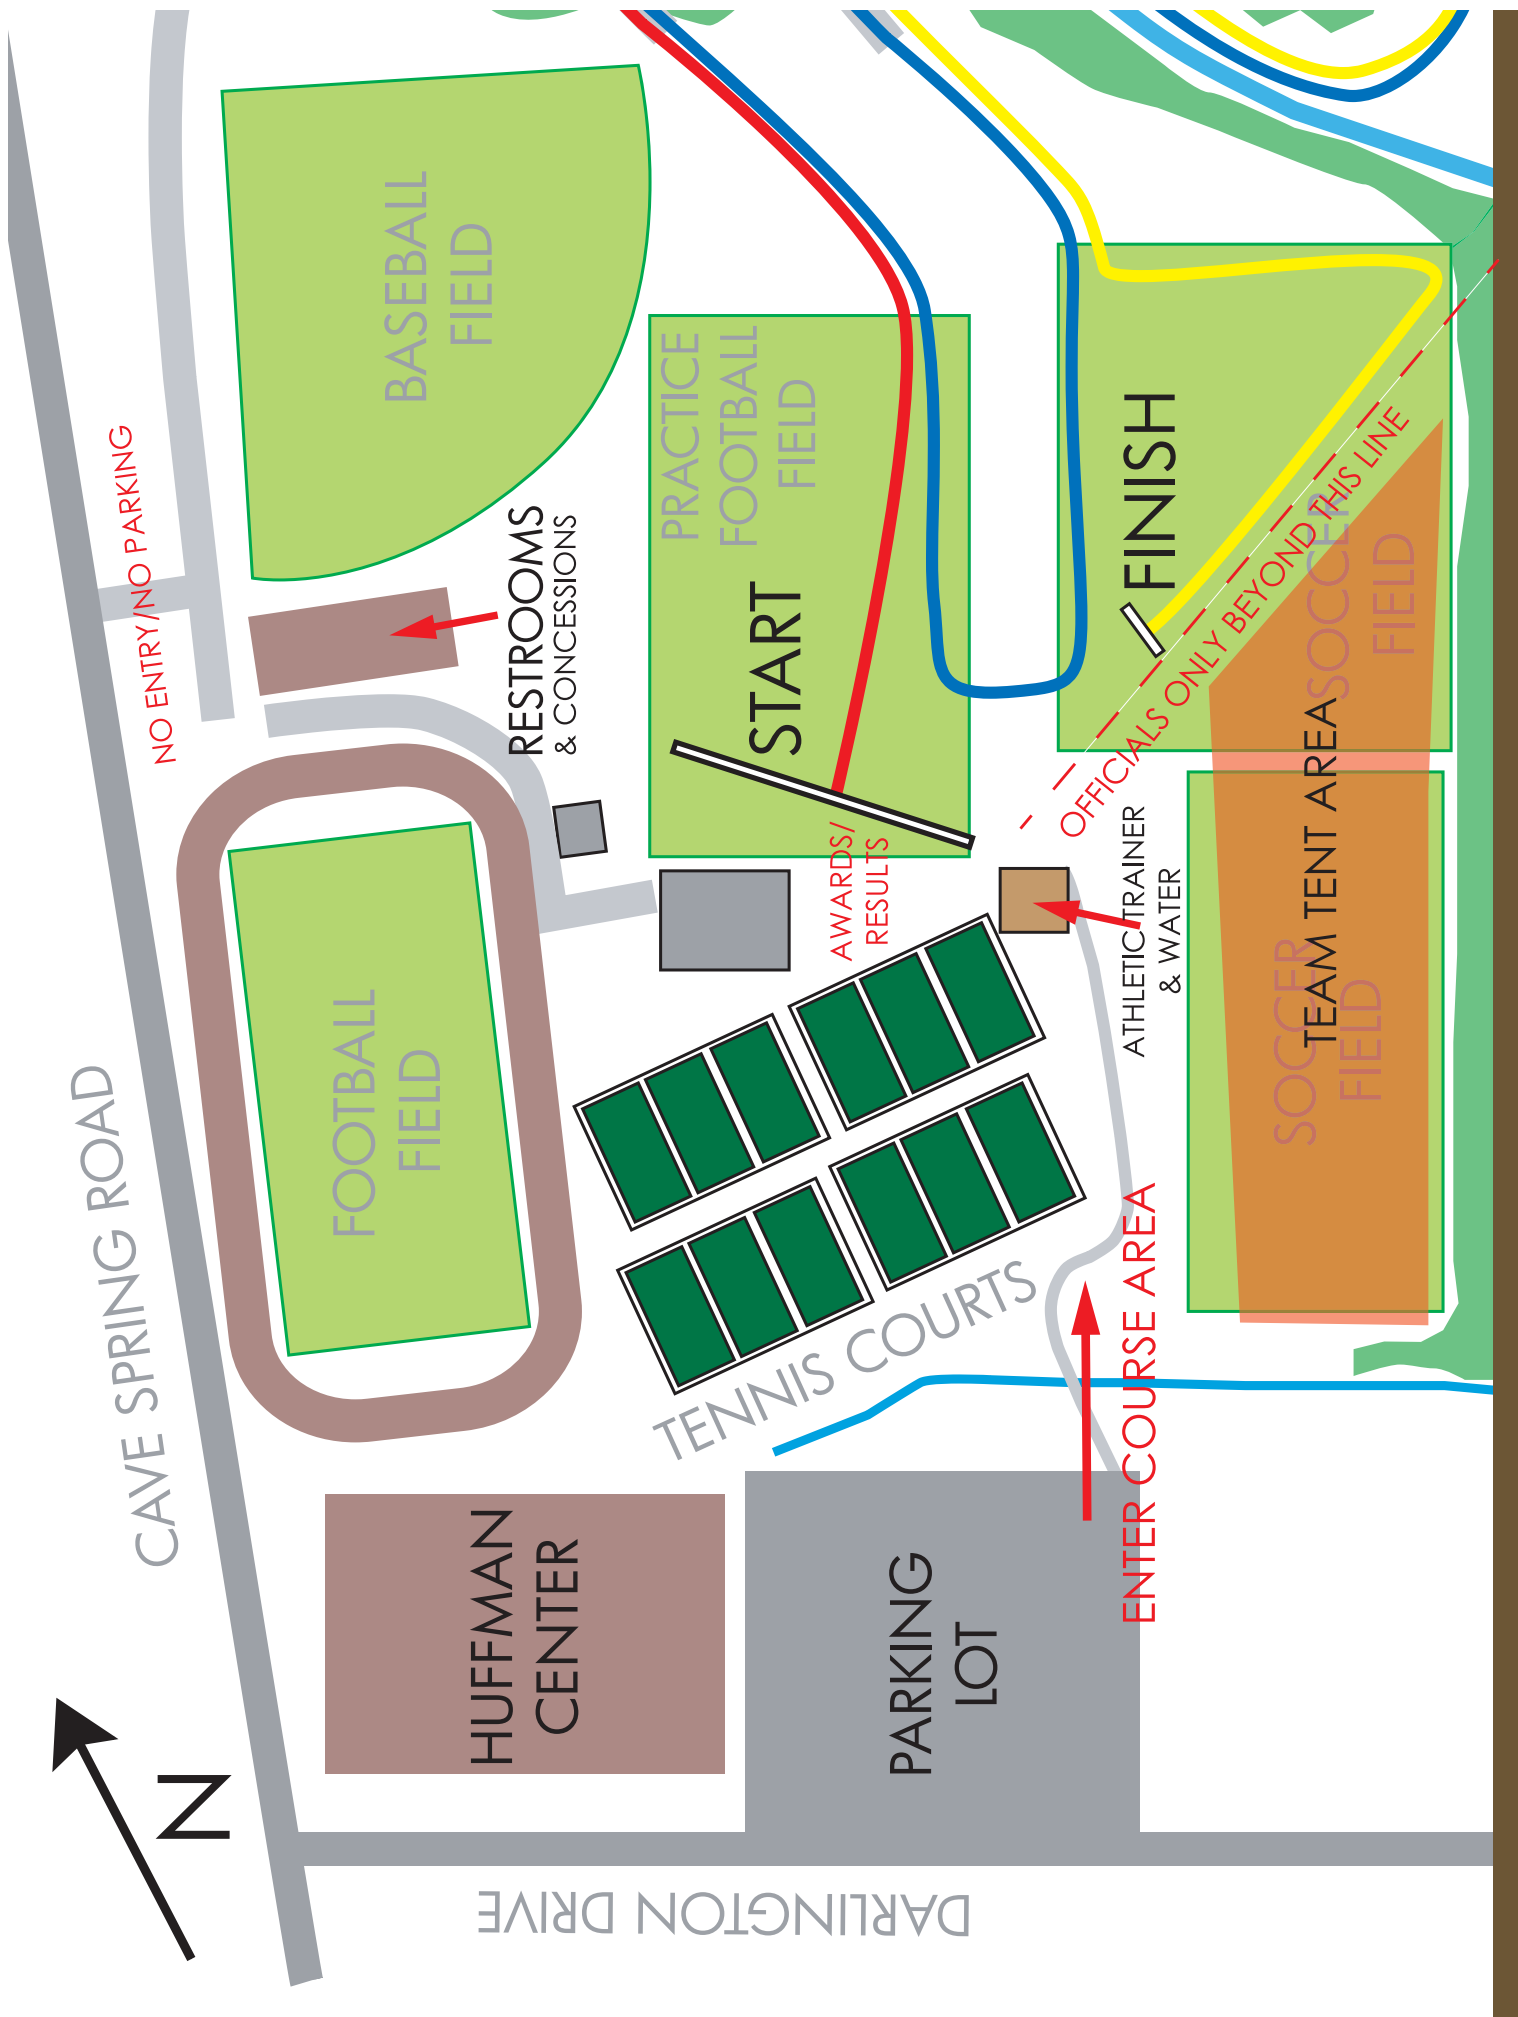 BASEBALL
FIELD
PRACTICE
FOOTBALL
FIELD
NO ENTRY/NO PARKING
RESTROOMS
& CONCESSIONS
START
FINISH
OFFICIALS ONLY BEYOND THIS LINE
SOCCER
FIELD
TEAM TENT AREA
AWARDS/
RESULTS
ATHLETIC TRAINER
& WATER
SOCCER
FIELD
FOOTBALL
FIELD
CAVE SPRING ROAD
TENNIS COURTS
ENTER COURSE AREA
HUFFMAN
CENTER
PARKING
LOT
N
DARLINGTON DRIVE